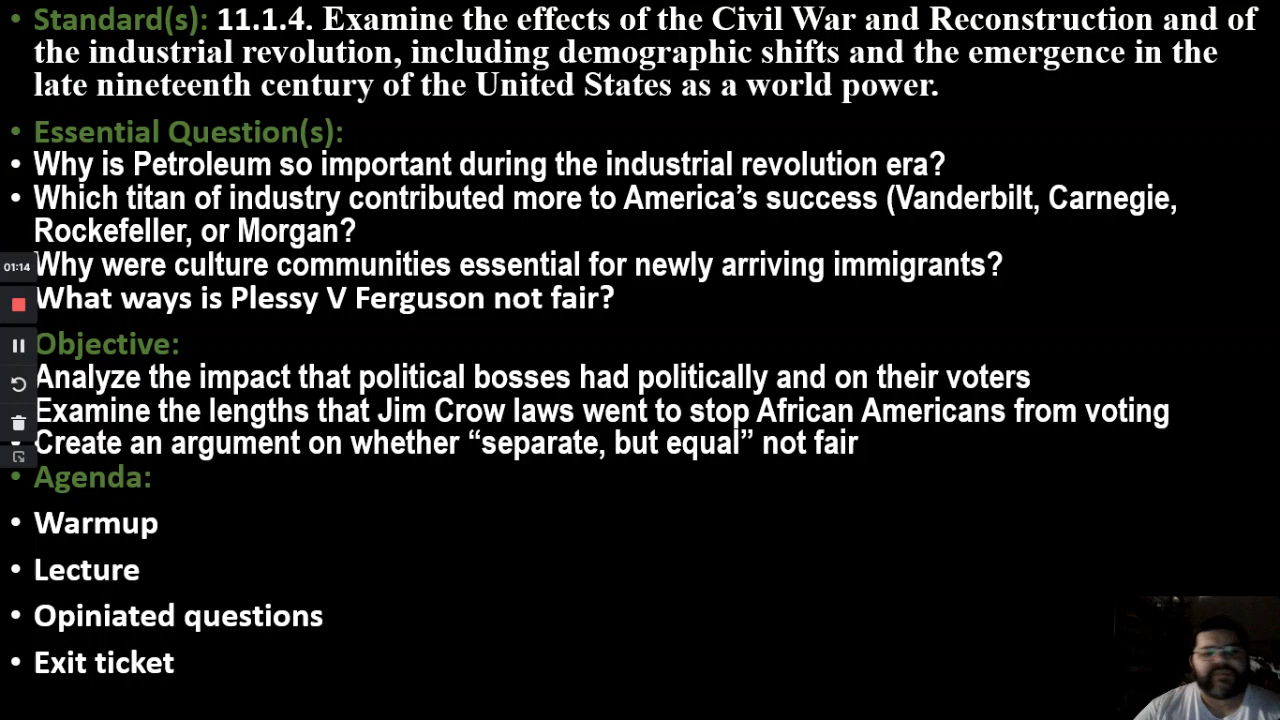 • Standard(s): 11.1.4. Examine the effects of the Civil War and Reconstruction and of
the industrial revolution, including demographic shifts and the emergence in the
late nineteenth century of the United States as a world power.
• Essential Question(s):
• Why is Petroleum so important during the industrial revolution era?
• Which titan of industry contributed more to America's success (Vanderbilt, Carnegie,
Rockefeller, or Morgan?
01:14
Why were culture communities essential for newly arriving immigrants?
What ways is Plessy V Ferguson not fair?
Objective:
Analyze the impact that political bosses had politically and on their voters
Examine the lengths that Jim Crow laws went to stop African Americans from voting
• Create an argument on whether “separate, but equal” not fair
• Agenda:
• Warmup
• Lecture
• Opiniated questions
• Exit ticket